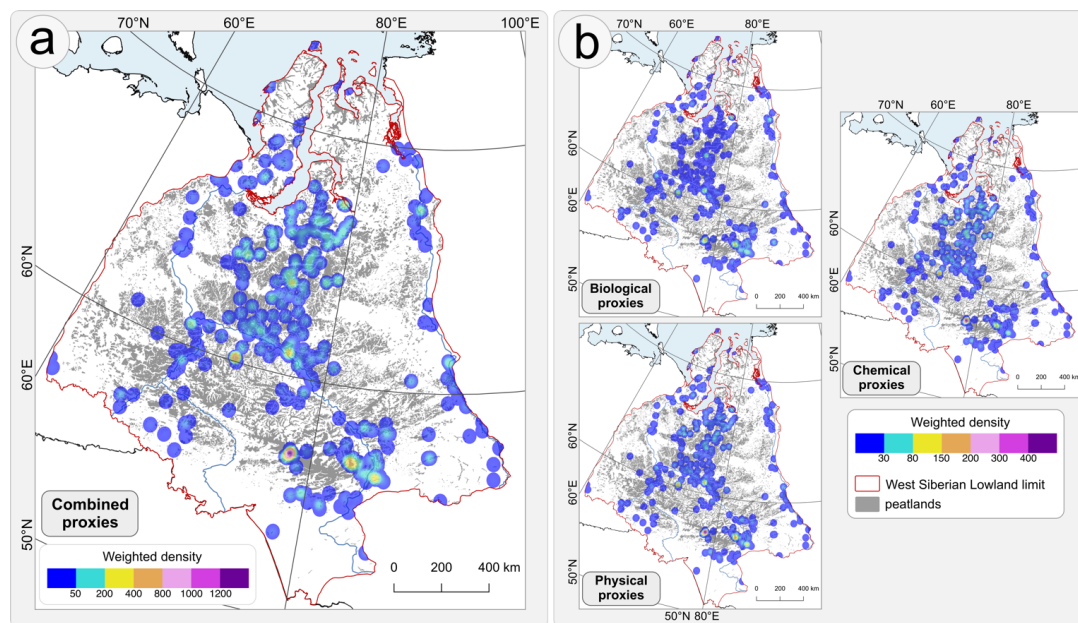 a
70°N
60°E
80°E
100°E
60°N
60°E
50°N
Combined
proxies
Weighted density
50 200 400 800 1000 1200
0 200 400 km
b
70°N
60°E
80°E
60°N
60°E
50°N
Biological
proxies
0 200 400 km
60°N
60°E
50°N
Physical
proxies
0 200 400 km
50°N 80°E
70°N
60°E
80°E
60°N
60°E
50°N
Chemical
proxies
0 200 400 km
Weighted density
30 80 150 200 300 400
West Siberian Lowland limit
peatlands